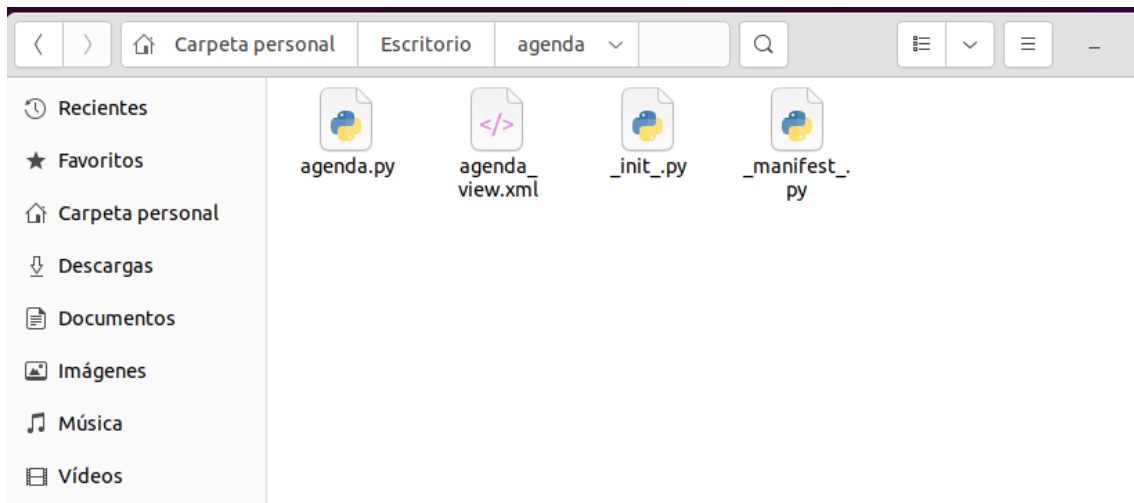 Carpeta personal Escritorio agenda
Recientes
Favoritos
Carpeta personal
Descargas
Documentos
Imágenes
Música
Vídeos
agenda.py
agenda_
view.xml
_init_.py
_manifest_.
py